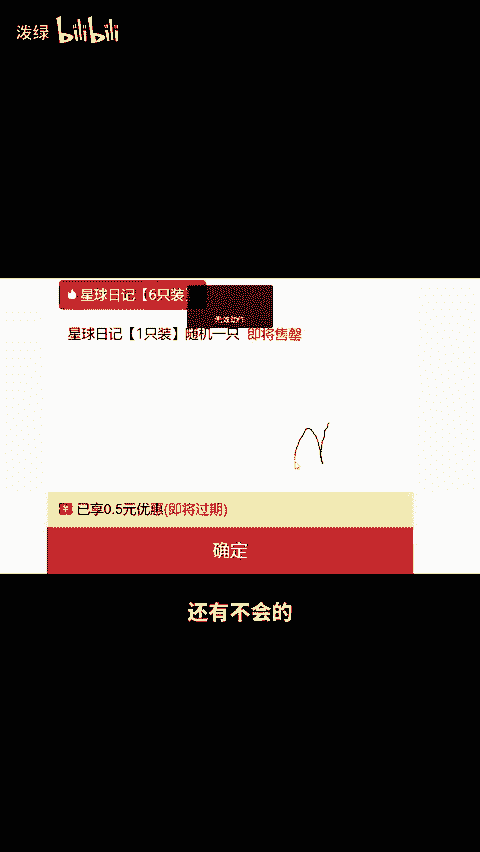 泼绿 bilibili
星球日记【6只装】
星球日记【1只装】随机一只 即将售罄
已享0.5元优惠(即将过期)
确定
还有不会的